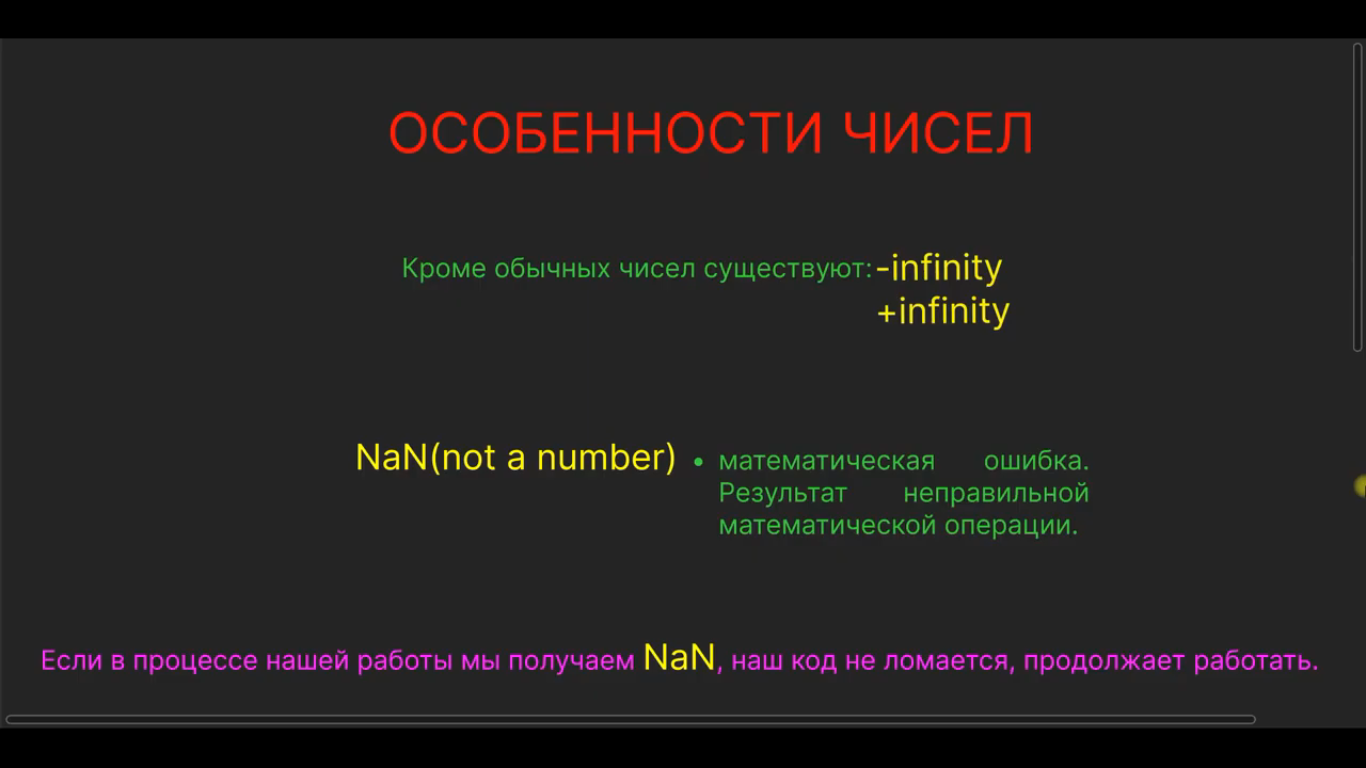 ОСОБЕННОСТИ ЧИСЕЛ
Кроме обычных чисел существуют: -infinity
+infinity
NaN(not a number) • математическая ошибка.
Результат неправильной
математической операции.
Если в процессе нашей работы мы получаем NaN, наш код не ломается, продолжает работать.